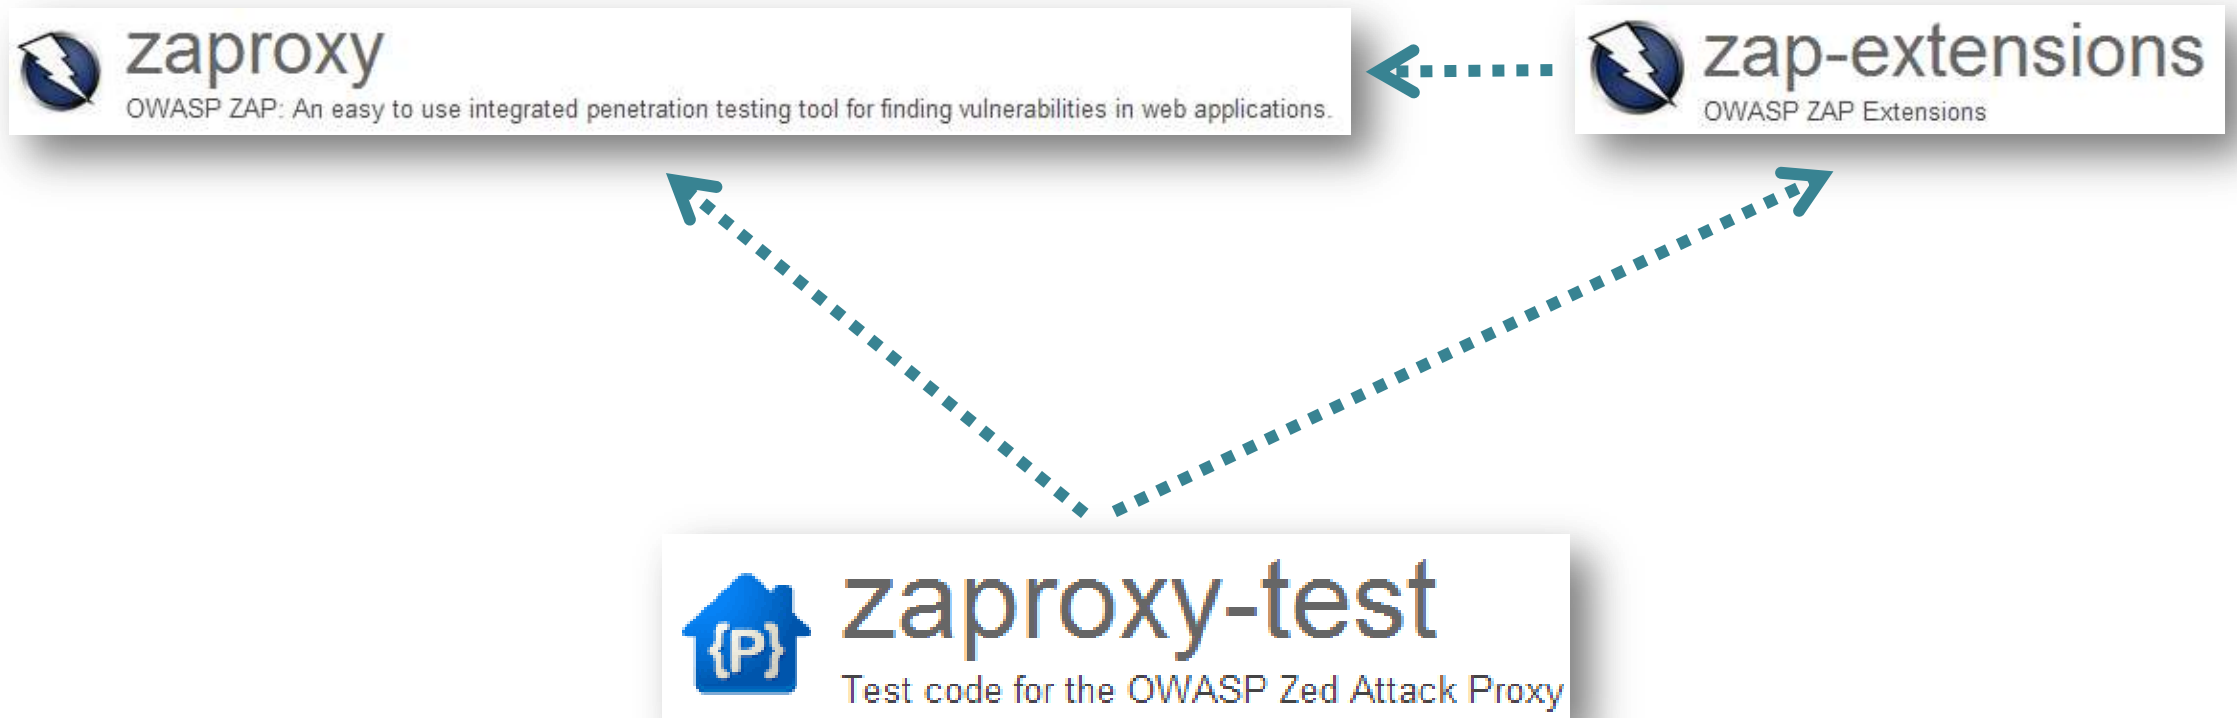 zaproxy
OWASP ZAP: An easy to use integrated penetration testing tool for finding vulnerabilities in web applications.
zap-extensions
OWASP ZAP Extensions
{P}
zaproxy-test
Test code for the OWASP Zed Attack Proxy